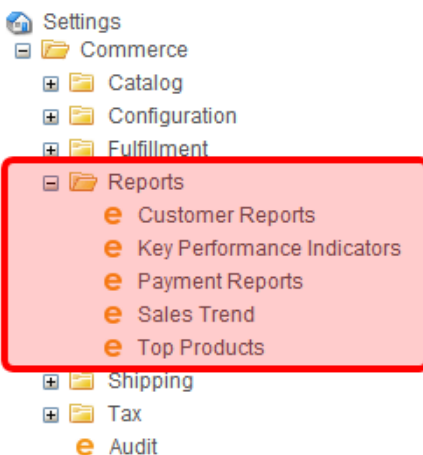 Settings
Commerce
Catalog
Configuration
Fulfillment
Reports
Customer Reports
Key Performance Indicators
Payment Reports
Sales Trend
Top Products
Shipping
Tax
Audit